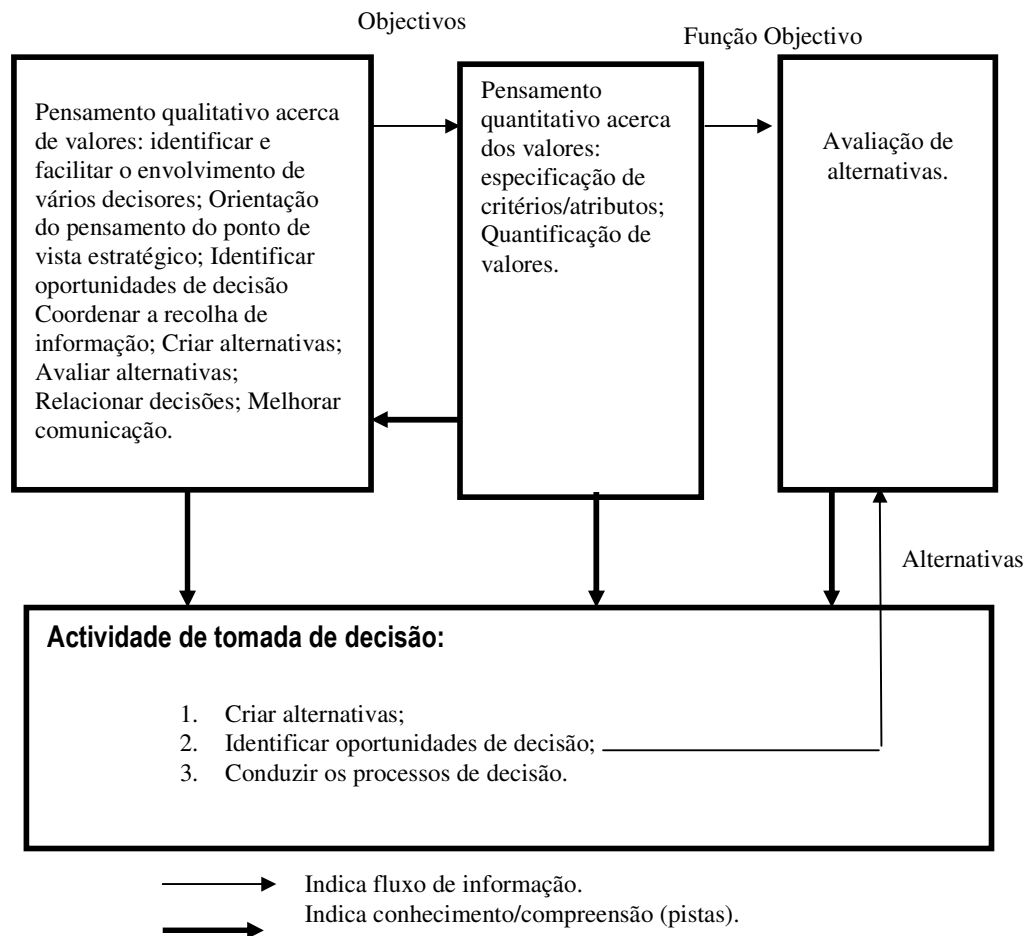 Objectivos
Função Objectivo
Pensamento qualitativo acerca
de valores: identificar e
facilitar o envolvimento de
vários decisores; Orientação
do pensamento do ponto de
vista estratégico; Identificar
oportunidades de decisão
Coordenar a recolha de
informação; Criar alternativas;
Avaliar alternativas;
Relacionar decisões; Melhorar
comunicação.
Pensamento
quantitativo acerca
dos valores:
especificação de
critérios/atributos;
Quantificação de
valores.
Avaliação de
alternativas.
Alternativas
Actividade de tomada de decisão:
1. Criar alternativas;
2. Identificar oportunidades de decisão;
3. Conduzir os processos de decisão.
Indica fluxo de informação.
Indica conhecimento/compreensão (pistas).